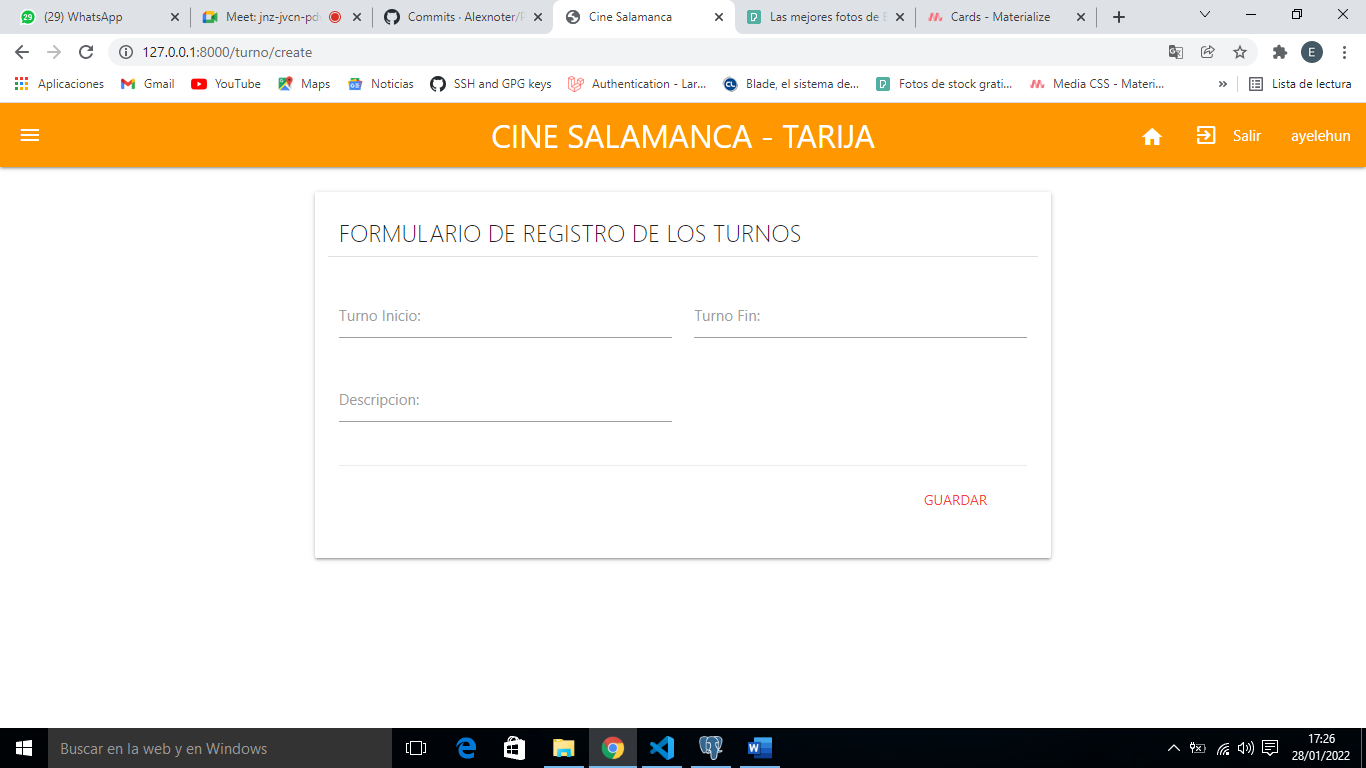 (29) WhatsApp
Meet: jnz-jvcn-pd
Commits · Alexnoter/P
Cine Salamanca
Las mejores fotos de E
Cards - Materialize
127.0.0.1:8000/turno/create
E
Aplicaciones
Gmail
YouTube
Maps
Noticias
SSH and GPG keys
Authentication - Lar...
Blade, el sistema de...
Fotos de stock grati...
Media CSS - Materi...
»
Lista de lectura
CINE SALAMANCA - TARIJA
Salir
ayelehun
FORMULARIO DE REGISTRO DE LOS TURNOS
Turno Inicio:
Turno Fin:
Descripcion:
GUARDAR
Buscar en la web y en Windows
17:26
28/01/2022